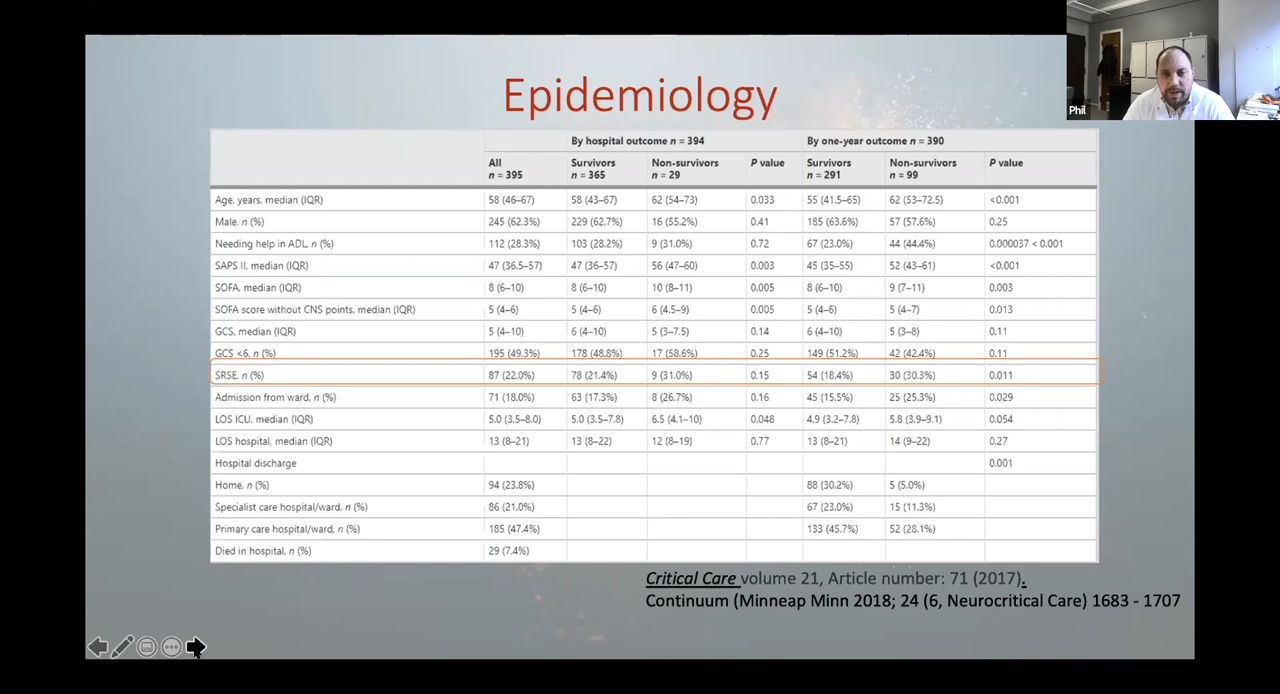 Phil
Epidemiology
By hospital outcome n = 394 By one-year outcome n = 390
All Survivors Non-survivors P value Survivors Non-survivors P value
n = 395 n = 365 n = 29 n = 291 n = 99
Age, years, median (IQR) 58 (46–67) 58 (43–67) 62 (54–73) 0.033 55 (41.5–65) 62 (53–72.5) <0.001
Male, n (%) 245 (62.3%) 229 (62.7%) 16 (55.2%) 0.41 185 (63.6%) 57 (57.6%) 0.25
Needing help in ADL, n (%) 112 (28.3%) 103 (28.2%) 9 (31.0%) 0.72 67 (23.0%) 44 (44.4%) 0.000037 < 0.001
SAPS II, median (IQR) 47 (36.5–57) 47 (36–57) 56 (47–60) 0.003 45 (35–55) 52 (43–61) <0.001
SOFA, median (IQR) 8 (6–10) 8 (6–10) 10 (8–11) 0.005 8 (6–10) 9 (7–11) 0.003
SOFA score without CNS points, median (IQR) 5 (4–6) 5 (4–6) 6 (4.5–9) 0.005 5 (4–6) 5 (4–7) 0.013
GCS, median (IQR) 5 (4–10) 6 (4–10) 5 (3–7.5) 0.14 6 (4–10) 5 (3–8) 0.11
GCS <6, n (%) 195 (49.3%) 178 (48.8%) 17 (58.6%) 0.25 149 (51.2%) 42 (42.4%) 0.11
SRSE, n (%) 87 (22.0%) 78 (21.4%) 9 (31.0%) 0.15 54 (18.4%) 30 (30.3%) 0.011
Admission from ward, n (%) 71 (18.0%) 63 (17.3%) 8 (26.7%) 0.16 45 (15.5%) 25 (25.3%) 0.029
LOS ICU, median (IQR) 5.0 (3.5–8.0) 5.0 (3.5–7.8) 6.5 (4.1–10) 0.048 4.9 (3.2–7.8) 5.8 (3.9–9.1) 0.054
LOS hospital, median (IQR) 13 (8–21) 13 (8–22) 12 (8–19) 0.77 13 (8–21) 14 (9–22) 0.27
Hospital discharge 0.001
Home, n (%) 94 (23.8%) 88 (30.2%) 5 (5.0%)
Specialist care hospital/ward, n (%) 86 (21.0%) 67 (23.0%) 15 (11.3%)
Primary care hospital/ward, n (%) 185 (47.4%) 133 (45.7%) 52 (28.1%)
Died in hospital, n (%) 29 (7.4%)
Critical Care volume 21, Article number: 71 (2017).
Continuum (Minneap Minn 2018; 24 (6, Neurocritical Care) 1683 - 1707